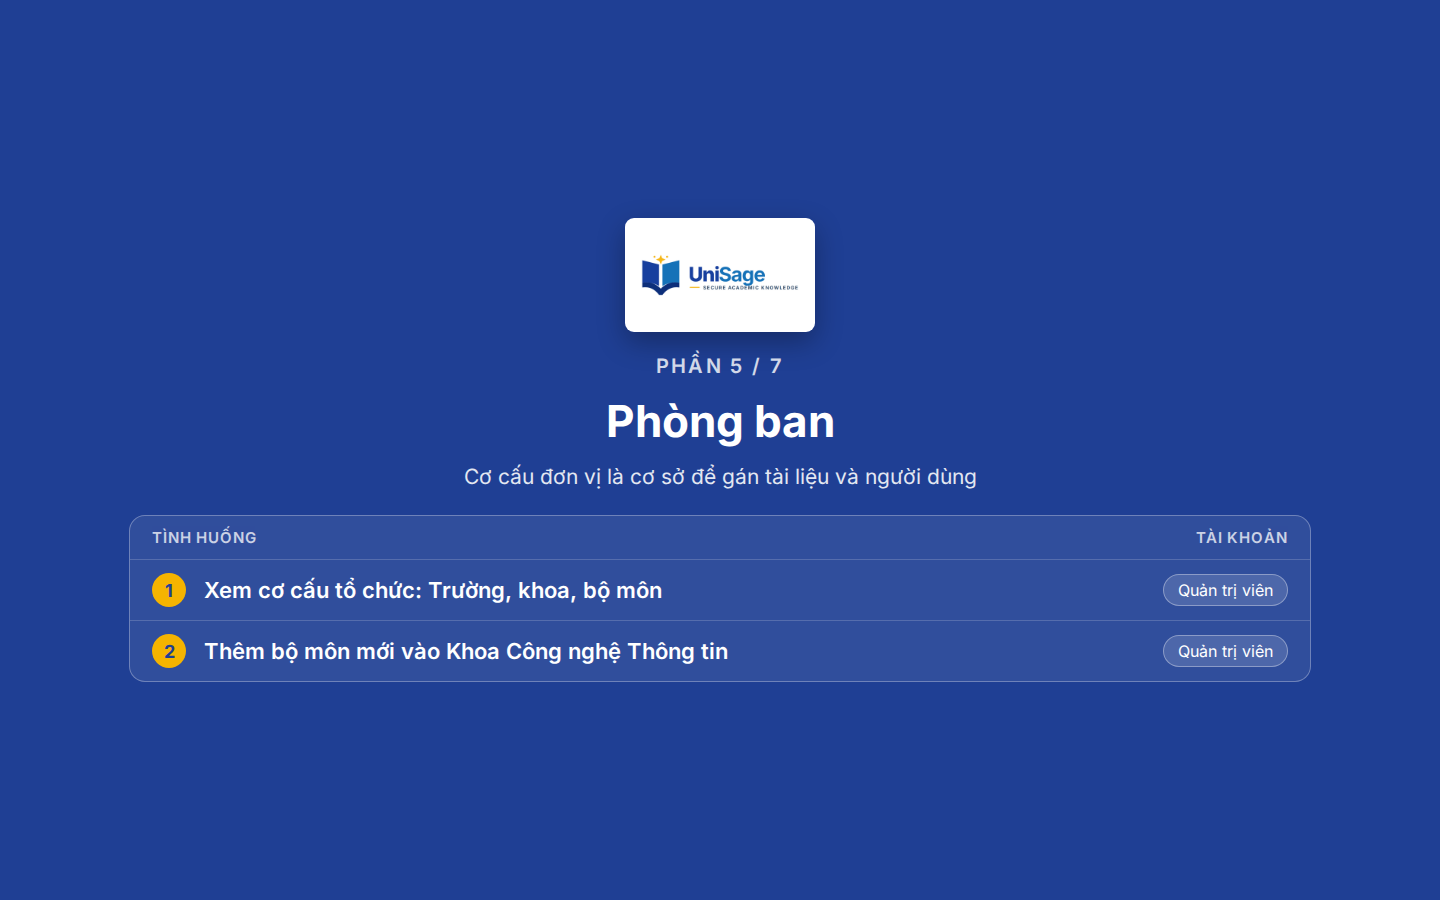 UniSage
SECURE ACADEMIC KNOWLEDGE
PHẦN 5 / 7
Phòng ban
Cơ cấu đơn vị là cơ sở để gán tài liệu và người dùng
TÌNH HUỐNG TÀI KHOẢN
1 Xem cơ cấu tổ chức: Trường, khoa, bộ môn Quản trị viên
2 Thêm bộ môn mới vào Khoa Công nghệ Thông tin Quản trị viên